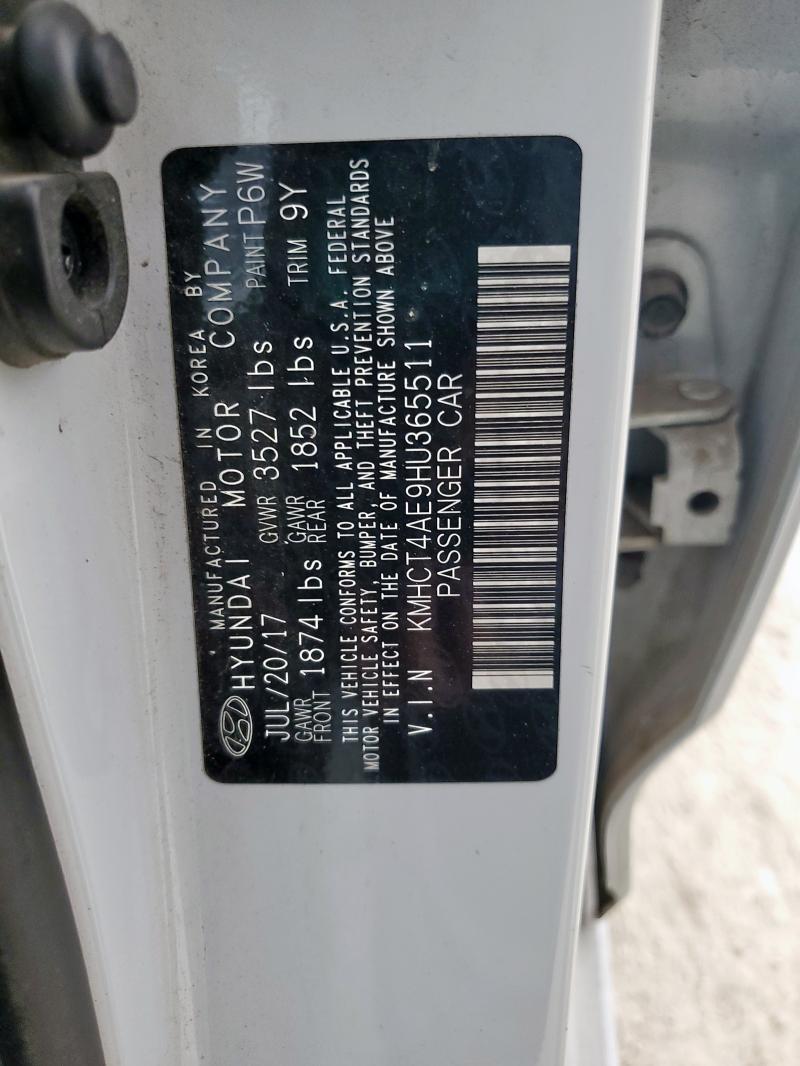 MANUFACTURED IN KOREA BY
HYUNDAI MOTOR COMPANY
JUL/20/17 GVWR 3527 lbs PAINT P6W
GAWR FRONT 1874 lbs GAWR REAR 1852 lbs TRIM 9Y
THIS VEHICLE CONFORMS TO ALL APPLICABLE U.S.A. FEDERAL
MOTOR VEHICLE SAFETY, BUMPER, AND THEFT PREVENTION STANDARDS
IN EFFECT ON THE DATE OF MANUFACTURE SHOWN ABOVE
V.I.N KMHCT4AE9HU365511
PASSENGER CAR